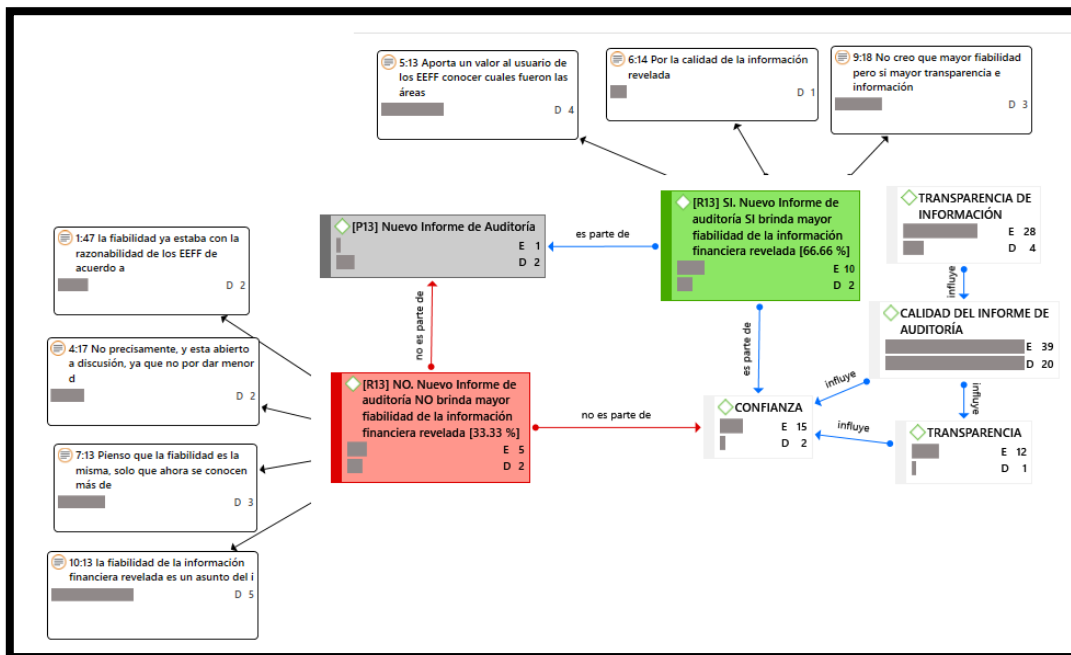 5:13 Aporta un valor al usuario de
los EEFF conocer cuales fueron las
áreas
D 4
6:14 Por la calidad de la información
revelada
D 1
9:18 No creo que mayor fiabilidad
pero si mayor transparencia e
información
D 3
[P13] Nuevo Informe de Auditoría
E 1
D 2
es parte de
[R13] SI. Nuevo Informe de
auditoría SI brinda mayor
fiabilidad de la información
financiera revelada [66.66 %]
E 10
D 2
TRANSPARENCIA DE
INFORMACIÓN
E 28
D 4
influye
1:47 la fiabilidad ya estaba con la
razonabilidad de los EEFF de
acuerdo a
D 2
no es parte de
es parte de
CALIDAD DEL INFORME DE
AUDITORÍA
E 39
D 20
4:17 No precisamente, y esta abierto
a discusión, ya que no por dar menor
d
D 2
[R13] NO. Nuevo Informe de
auditoría NO brinda mayor
fiabilidad de la información
financiera revelada [33.33 %]
E 5
D 2
no es parte de
influye
influye
CONFIANZA
E 15
D 2
influye
TRANSPARENCIA
E 12
D 1
7:13 Pienso que la fiabilidad es la
misma, solo que ahora se conocen
más de
D 3
10:13 la fiabilidad de la información
financiera revelada es un asunto del i
D 5